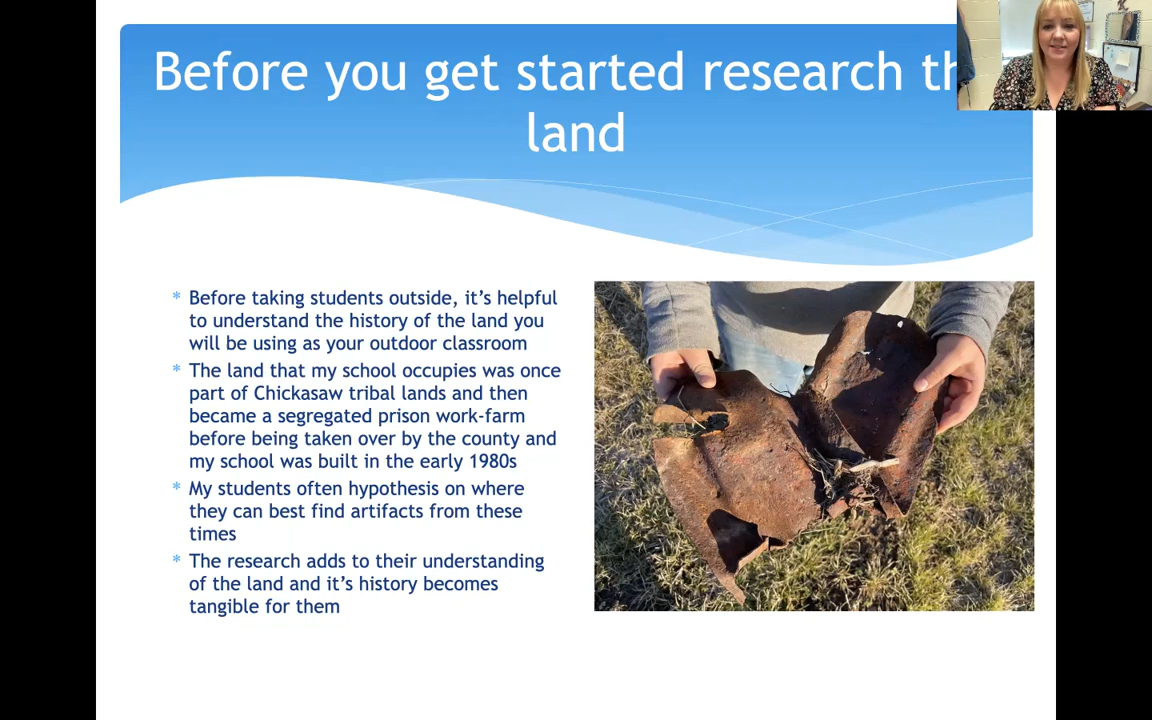 Before you get started research th
land
* Before taking students outside, it's helpful
to understand the history of the land you
will be using as your outdoor classroom
* The land that my school occupies was once
part of Chickasaw tribal lands and then
became a segregated prison work-farm
before being taken over by the county and
my school was built in the early 1980s
* My students often hypothesis on where
they can best find artifacts from these
times
* The research adds to their understanding
of the land and it's history becomes
tangible for them